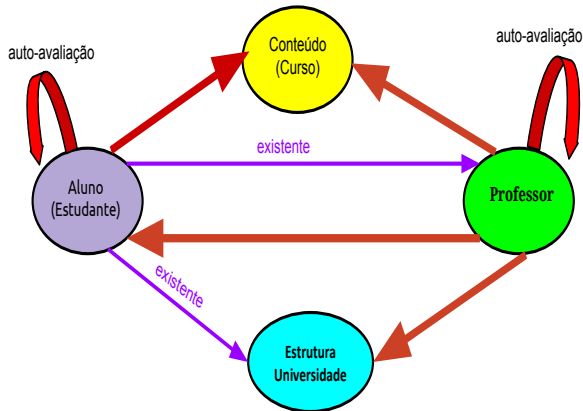 auto-avaliação
Conteúdo
(Curso)
auto-avaliação
existente
Aluno
(Estudante)
Professor
existente
Estrutura
Universidade